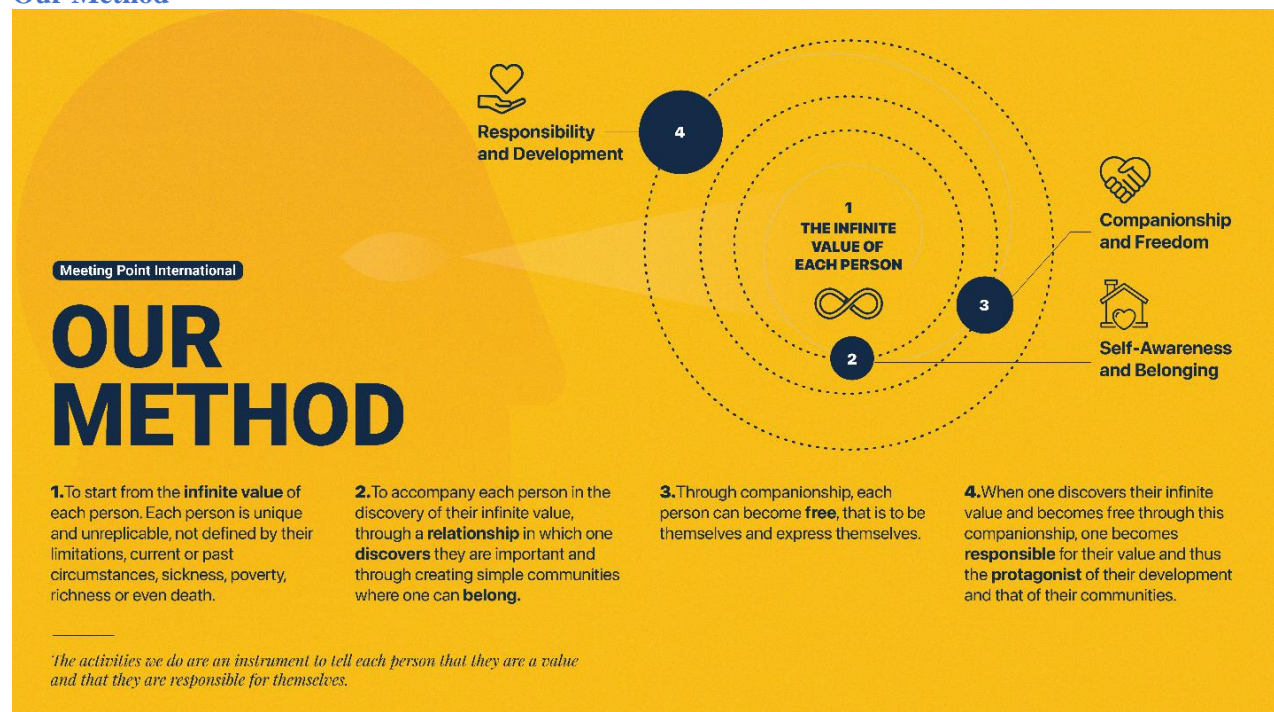 Our Method
4
Responsibility
and Development
1
THE INFINITE
VALUE OF
EACH PERSON
Companionship
and Freedom
3
2
Self-Awareness
and Belonging
Meeting Point International
OUR
METHOD
1.To start from the infinite value of
each person. Each person is unique
and unreplicable, not defined by their
limitations, current or past
circumstances, sickness, poverty,
richness or even death.
2.To accompany each person in the
discovery of their infinite value,
through a relationship in which one
discovers they are important and
through creating simple communities
where one can belong.
3.Through companionship, each
person can become free, that is to be
themselves and express themselves.
4.When one discovers their infinite
value and becomes free through this
companionship, one becomes
responsible for their value and thus
the protagonist of their development
and that of their communities.
The activities we do are an instrument to tell each person that they are a value
and that they are responsible for themselves.